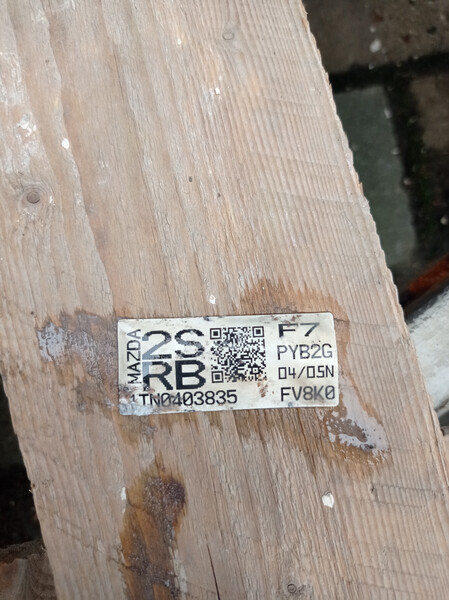 MAZDA
2S
RB
F7
PYB2G
04/05N
TN0403835
FV8K0